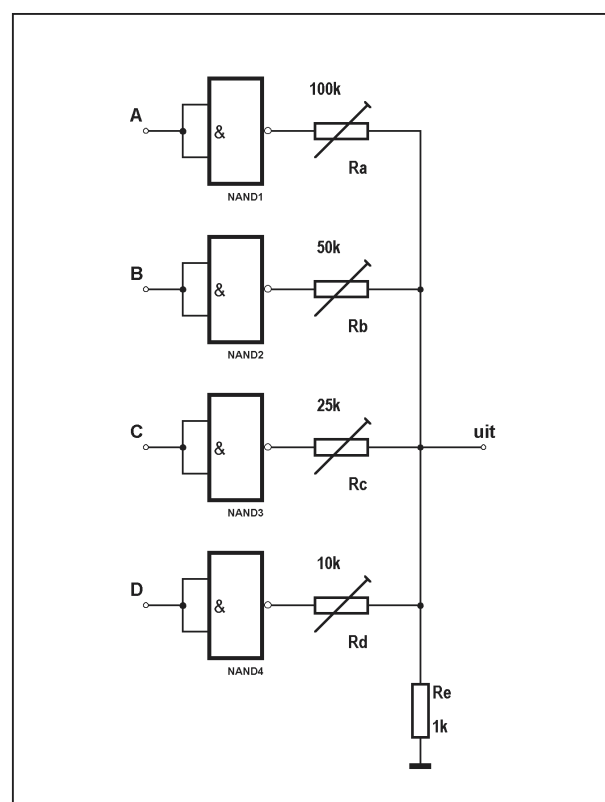 100k
A
&
Ra
NAND1
50k
B
&
Rb
NAND2
25k
C
&
uit
Rc
NAND3
10k
D
&
Rd
NAND4
Re
1k